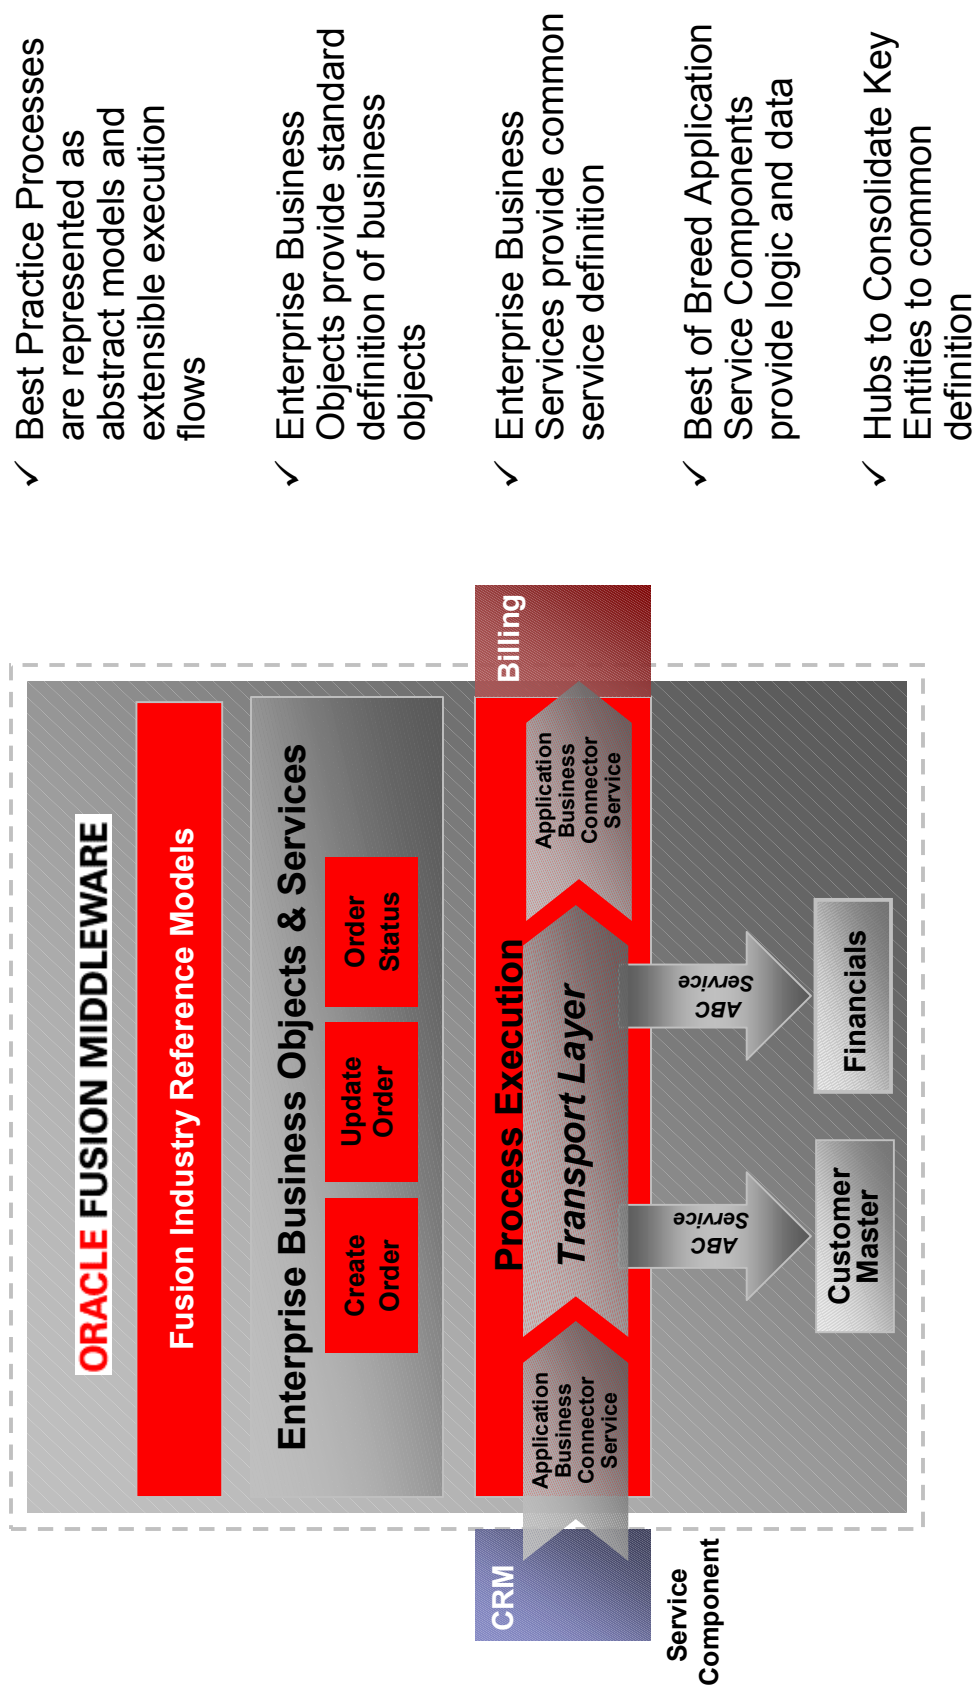 ORACLE FUSION MIDDLEWARE
Fusion Industry Reference Models
Enterprise Business Objects & Services
Create
Order
Update
Order
Order
Status
Process Execution
CRM
Service
Component
Application
Business
Connector
Service
Transport Layer
Application
Business
Connector
Service
Billing
ABC
Service
ABC
Service
Customer
Master
Financials
✓ Best Practice Processes
are represented as
abstract models and
extensible execution
flows
✓ Enterprise Business
Objects provide standard
definition of business
objects
✓ Enterprise Business
Services provide common
service definition
✓ Best of Breed Application
Service Components
provide logic and data
✓ Hubs to Consolidate Key
Entities to common
definition